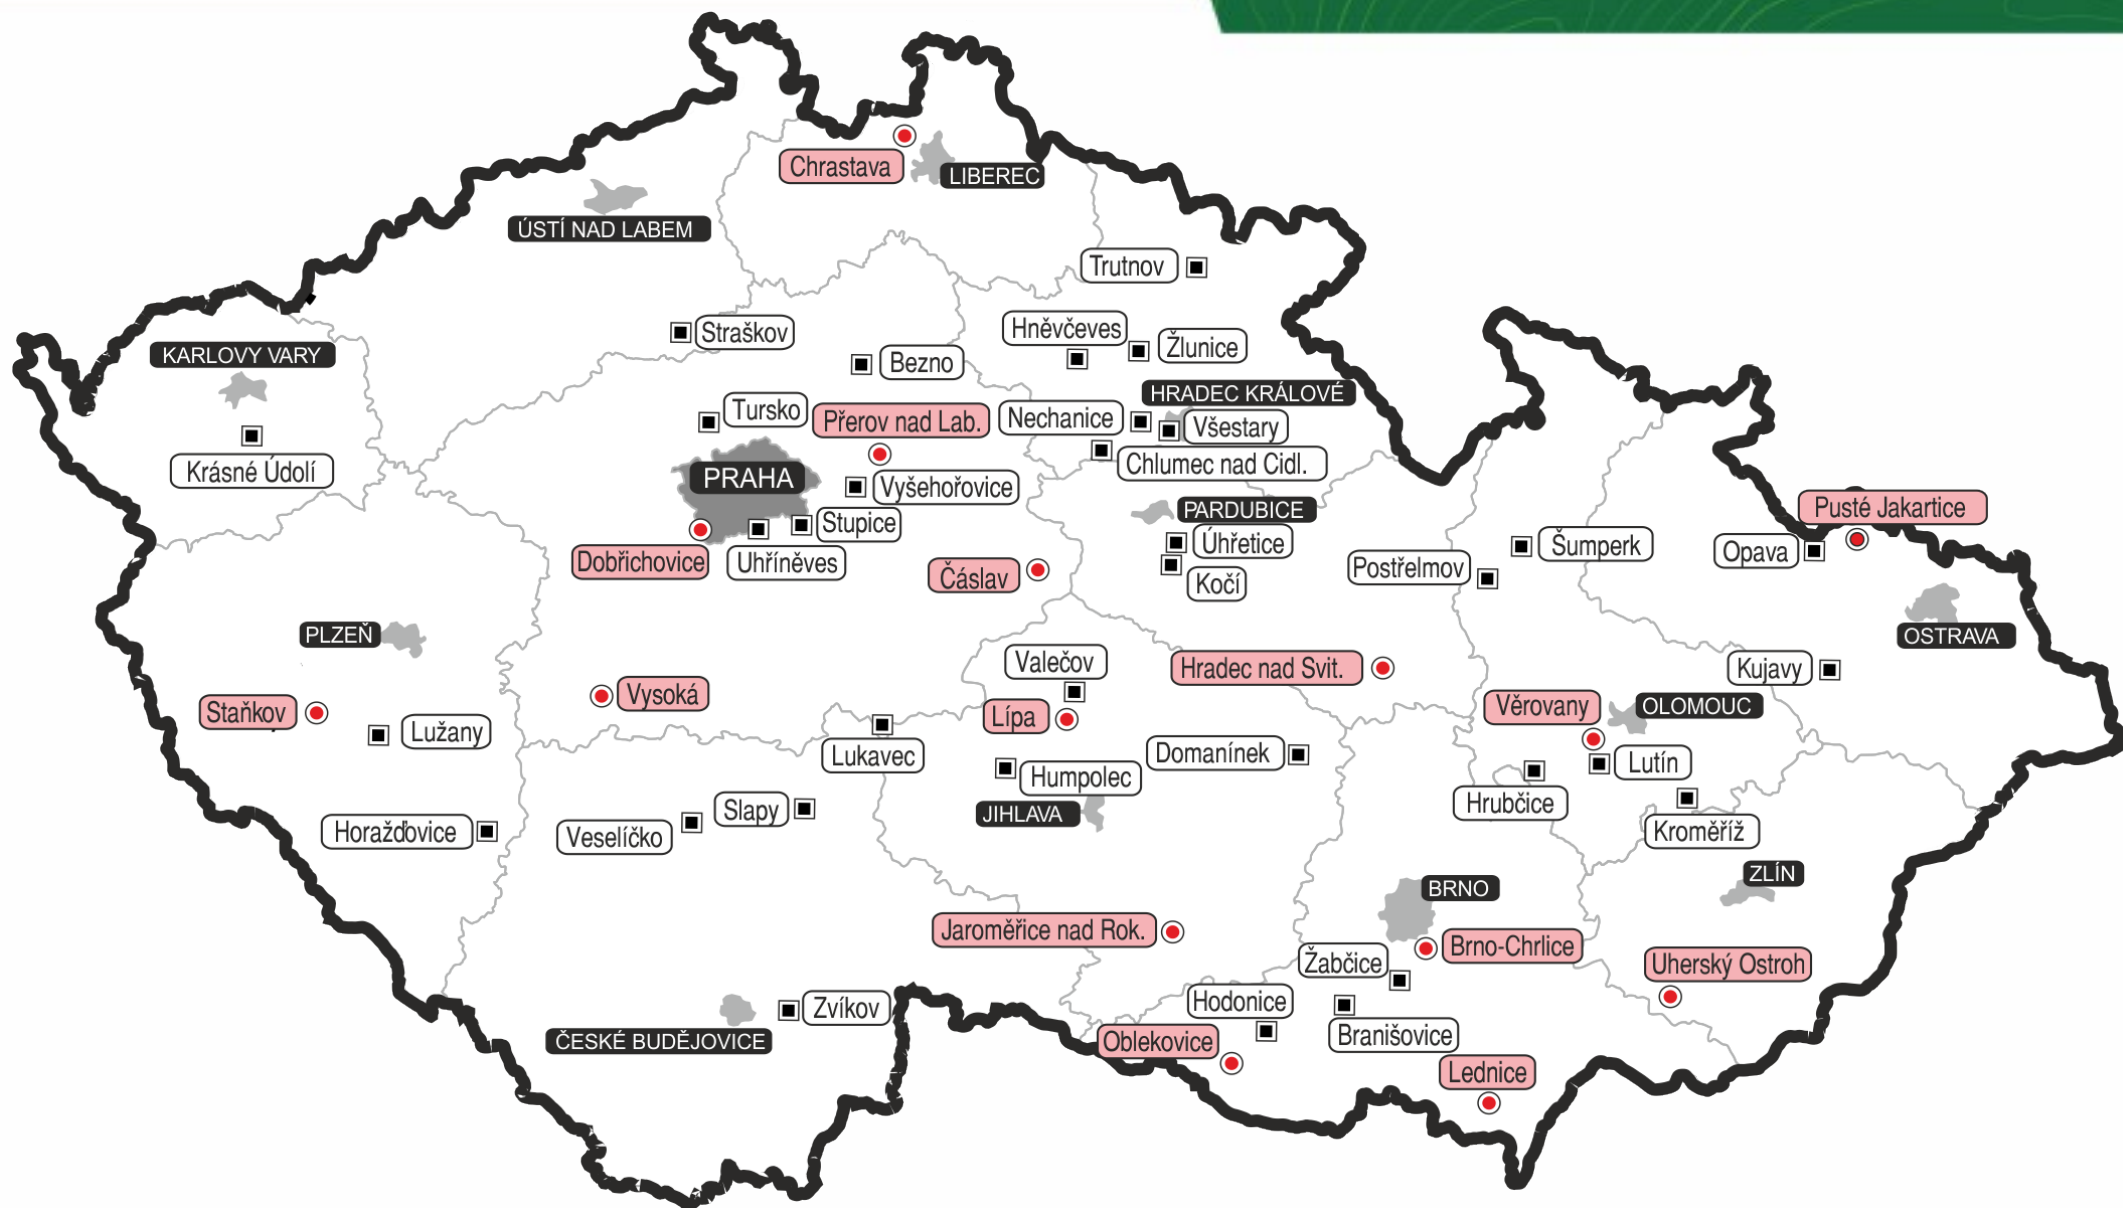 Chrastava
LIBEREC
ÚSTÍ NAD LABEM
Trutnov
Straškov
Hněvčeves
Žlunice
KARLOVY VARY
Bezno
HRADEC KRÁLOVÉ
Tursko
Přerov nad Lab.
Nechanice
Všestary
Krásné Údolí
PRAHA
Chlumec nad Cidl.
Vyšehořovice
PARDUBICE
Pusté Jakartice
Stupice
Úhřetice
Šumperk
Opava
Dobřichovice
Uhříněves
Čáslav
Kočí
Postřelmov
PLZEŇ
OSTRAVA
Valečov
Hradec nad Svit.
Kujavy
Staňkov
Vysoká
Lípa
Věrovany
OLOMOUC
Lužany
Lukavec
Domanínek
Lutín
Humpolec
Hrubčice
Slapy
JIHLAVA
Horažďovice
Veselíčko
Kroměříž
ZLÍN
BRNO
Jaroměřice nad Rok.
Brno-Chrlice
Žabčice
Uherský Ostroh
Hodonice
Zvíkov
Branišovice
ČESKÉ BUDĚJOVICE
Oblekovice
Lednice